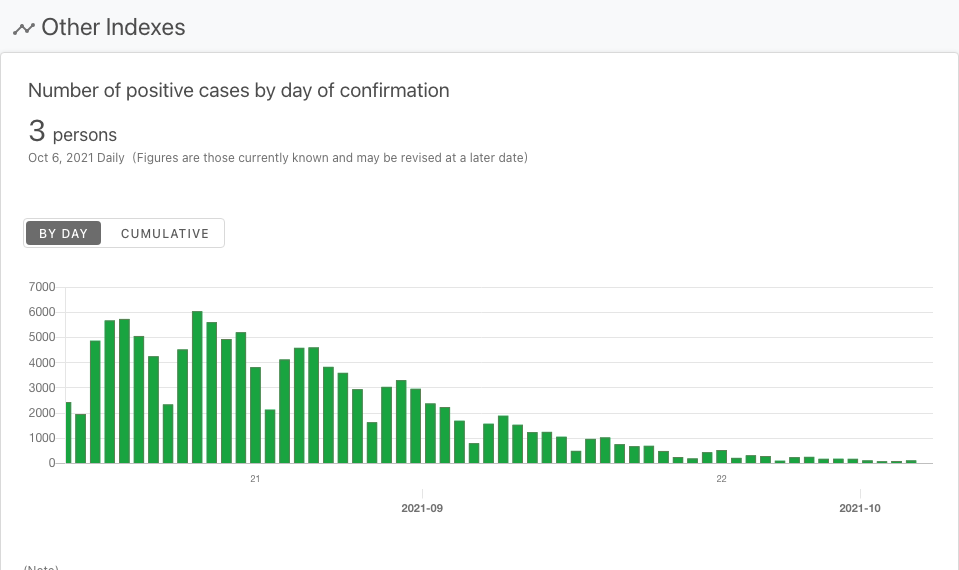 Other Indexes
Number of positive cases by day of confirmation
3 persons
Oct 6, 2021 Daily (Figures are those currently known and may be revised at a later date)
BY DAY CUMULATIVE
7000
6000
5000
4000
3000
2000
1000
0
21 22
2021-09 2021-10
(Note)